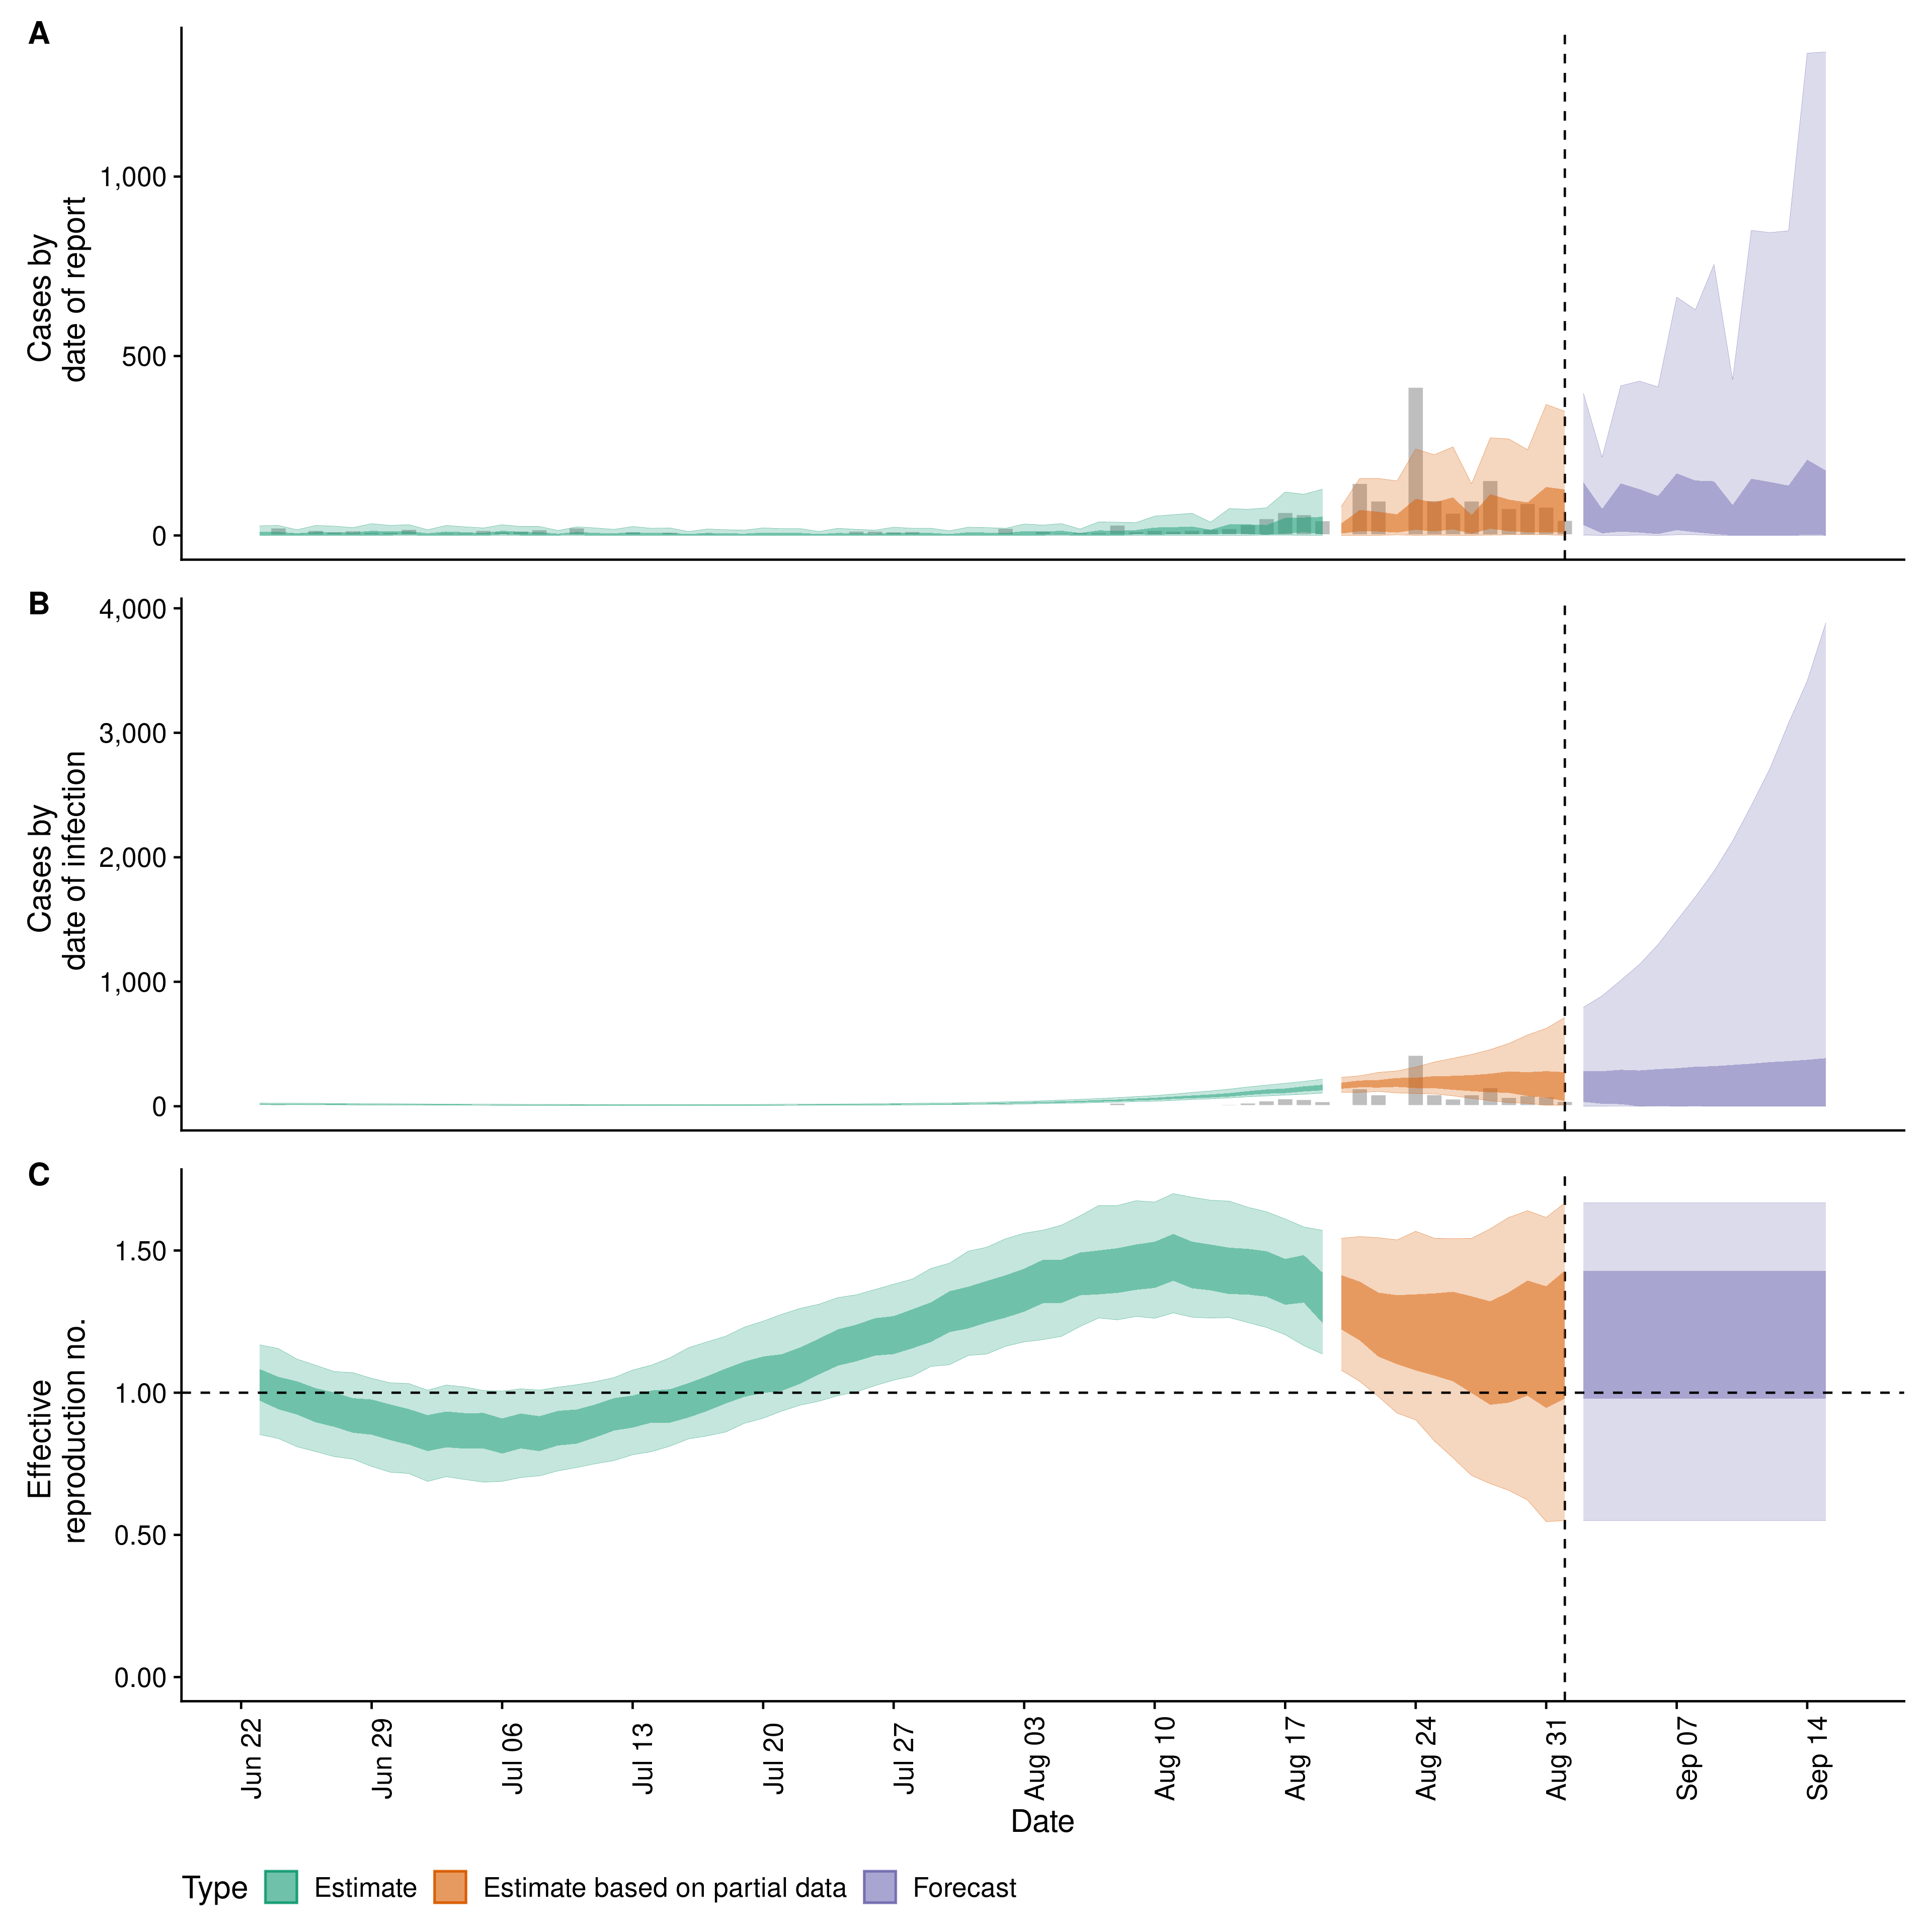 A
Cases by
date of report
1,000
500
0
B
Cases by
date of infection
4,000
3,000
2,000
1,000
0
C
Effective
reproduction no.
1.50
1.00
0.50
0.00
Jun 22
Jun 29
Jul 06
Jul 13
Jul 20
Jul 27
Aug 03
Aug 10
Aug 17
Aug 24
Aug 31
Sep 07
Sep 14
Date
Type Estimate Estimate based on partial data Forecast